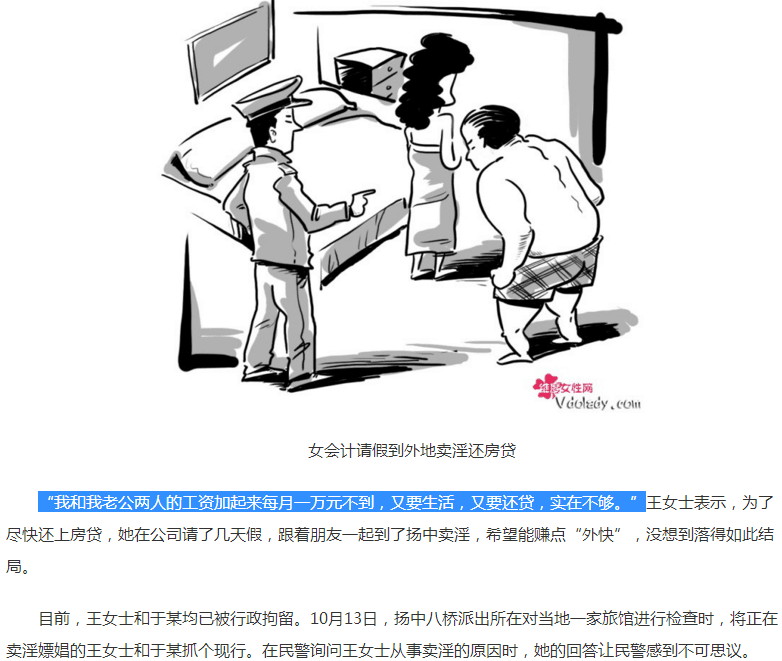 维多女性网
Vdolady.com
女会计请假到外地卖淫还房贷
“我和我老公两人的工资加起来每月一万元不到，又要生活，又要还贷，实在不够。”王女士表示，为了
尽快还上房贷，她在公司请了几天假，跟着朋友一起到了扬中卖淫，希望能赚点“外快”，没想到落得如此结
局。
目前，王女士和于某均已被行政拘留。10月13日，扬中八桥派出所在对当地一家旅馆进行检查时，将正在
卖淫嫖娼的王女士和于某抓个现行。在民警询问王女士从事卖淫的原因时，她的回答让民警感到不可思议。